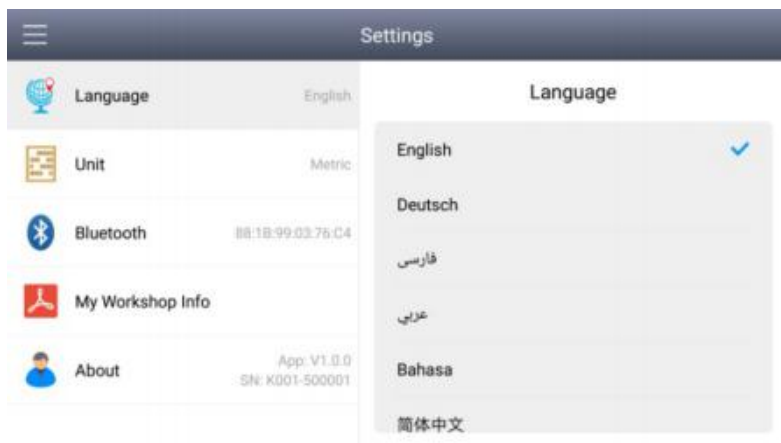 Settings
Language
English
Unit
Metric
Bluetooth
88:1B:99:03:76:C4
My Workshop Info
About
App: V1.0.0
SN: K001-500001
Language
English
Deutsch
فارسی
عربي
Bahasa
简体中文